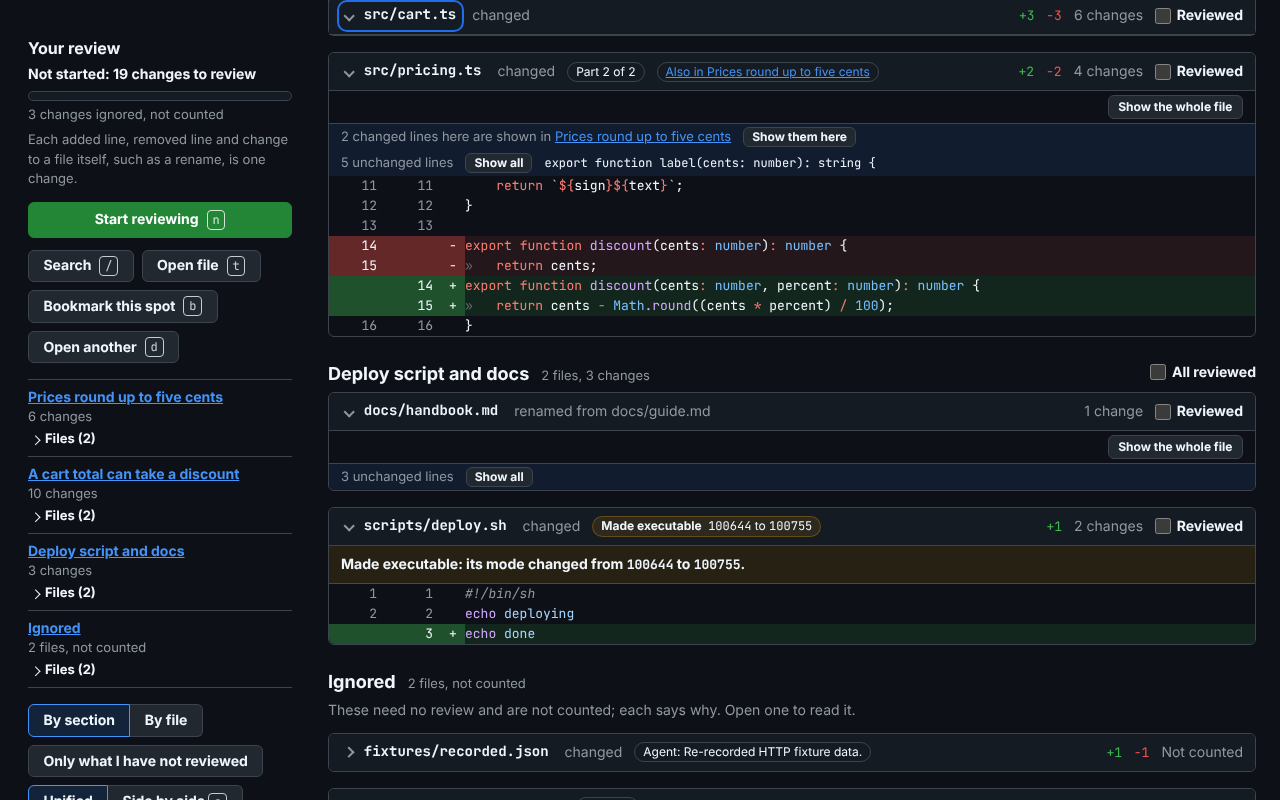 Your review
Not started: 19 changes to review
3 changes ignored, not counted
Each added line, removed line and change
to a file itself, such as a rename, is one
change.
Start reviewing n
Search / Open file t
Bookmark this spot b
Open another d
Prices round up to five cents
6 changes
Files (2)
A cart total can take a discount
10 changes
Files (2)
Deploy script and docs
3 changes
Files (2)
Ignored
2 files, not counted
Files (2)
By section By file
Only what I have not reviewed
Unified Side by side
src/cart.ts changed +3 -3 6 changes Reviewed
src/pricing.ts changed Part 2 of 2 Also in Prices round up to five cents +2 -2 4 changes Reviewed
Show the whole file
2 changed lines here are shown in Prices round up to five cents Show them here
5 unchanged lines Show all export function label(cents: number): string {
11 11 return `${sign}${text}`;
12 12 }
13 13
14 - export function discount(cents: number): number {
15 - » return cents;
14 + export function discount(cents: number, percent: number): number {
15 + » return cents - Math.round((cents * percent) / 100);
16 16 }
Deploy script and docs 2 files, 3 changes All reviewed
docs/handbook.md renamed from docs/guide.md 1 change Reviewed
Show the whole file
3 unchanged lines Show all
scripts/deploy.sh changed Made executable 100644 to 100755 +1 2 changes Reviewed
Made executable: its mode changed from 100644 to 100755.
1 1 #!/bin/sh
2 2 echo deploying
3 + echo done
Ignored 2 files, not counted
These need no review and are not counted; each says why. Open one to read it.
fixtures/recorded.json changed Agent: Re-recorded HTTP fixture data. +1 -1 Not counted